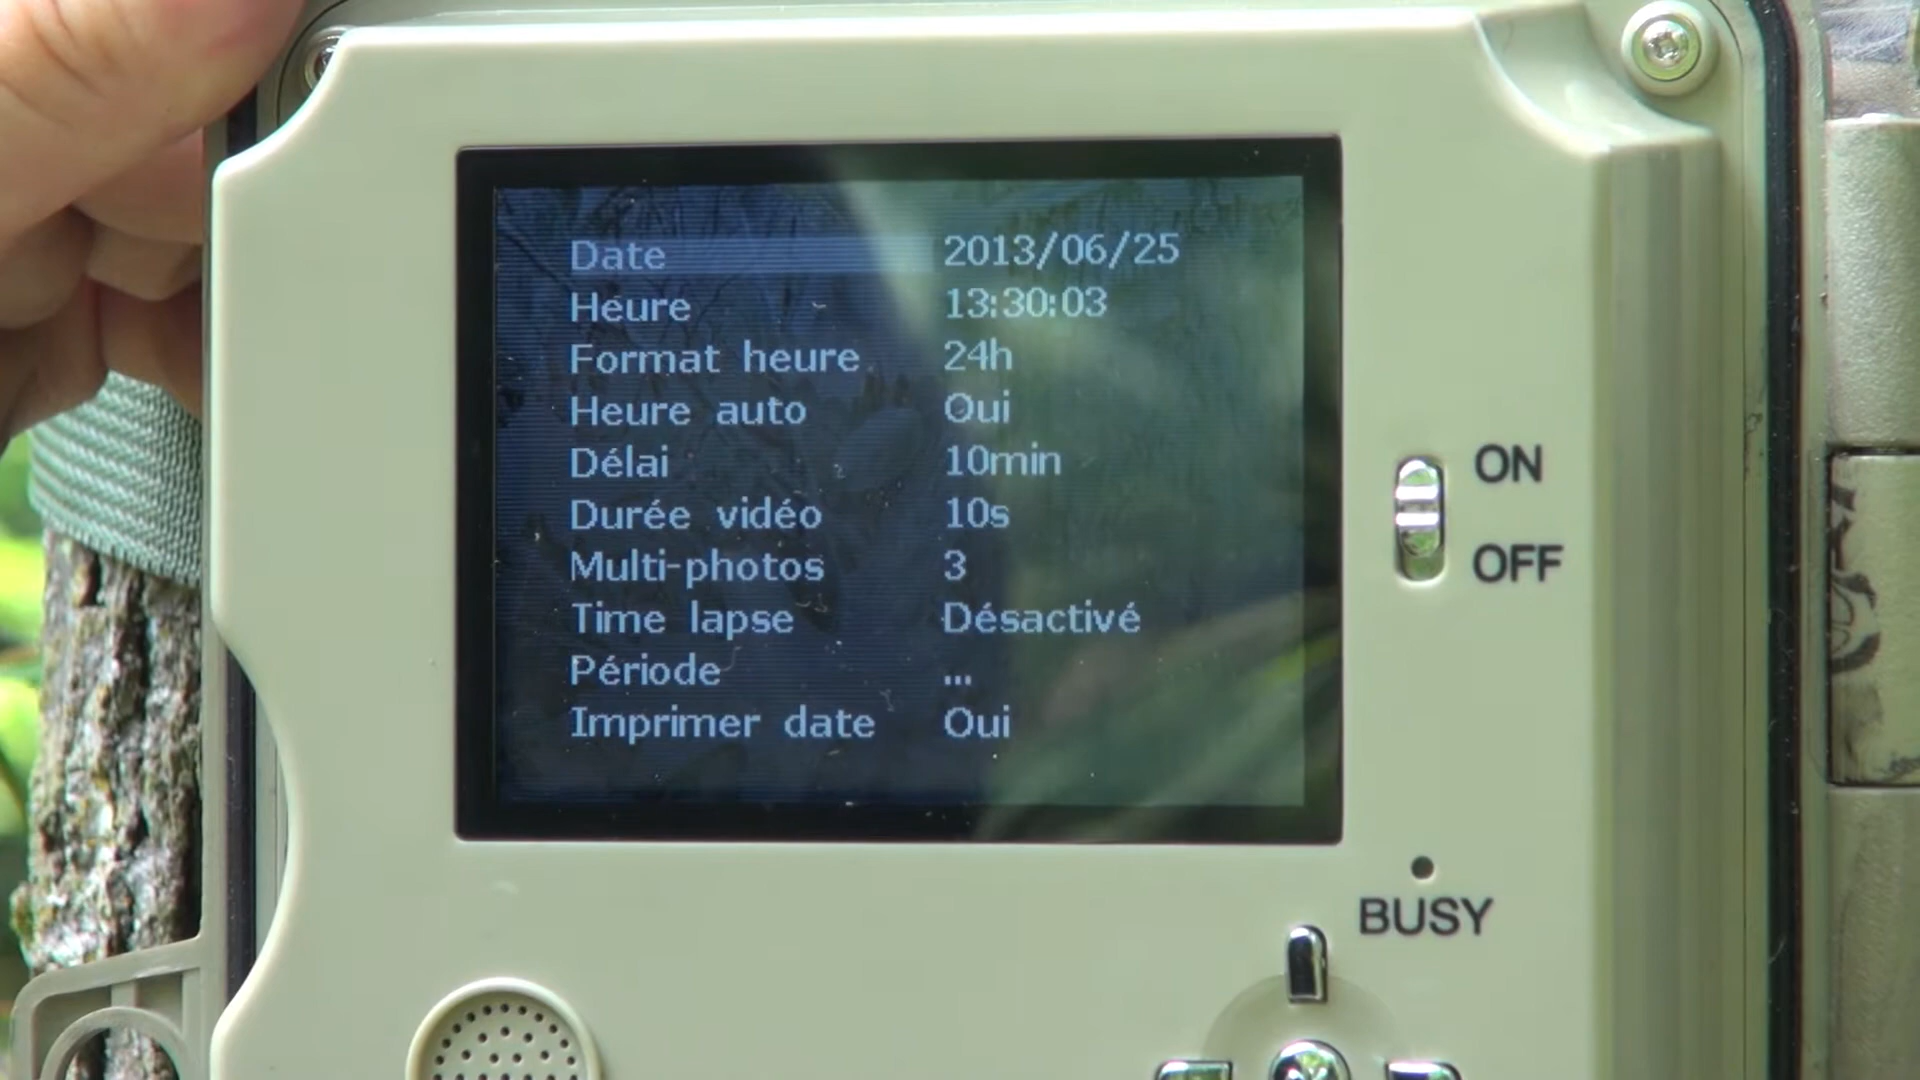 Date 2013/06/25
Heure 13:30:03
Format heure 24h
Heure auto Oui
Délai 10min
Durée vidéo 10s
Multi-photos 3
Time lapse Désactivé
Période ...
Imprimer date Oui
ON
OFF
BUSY